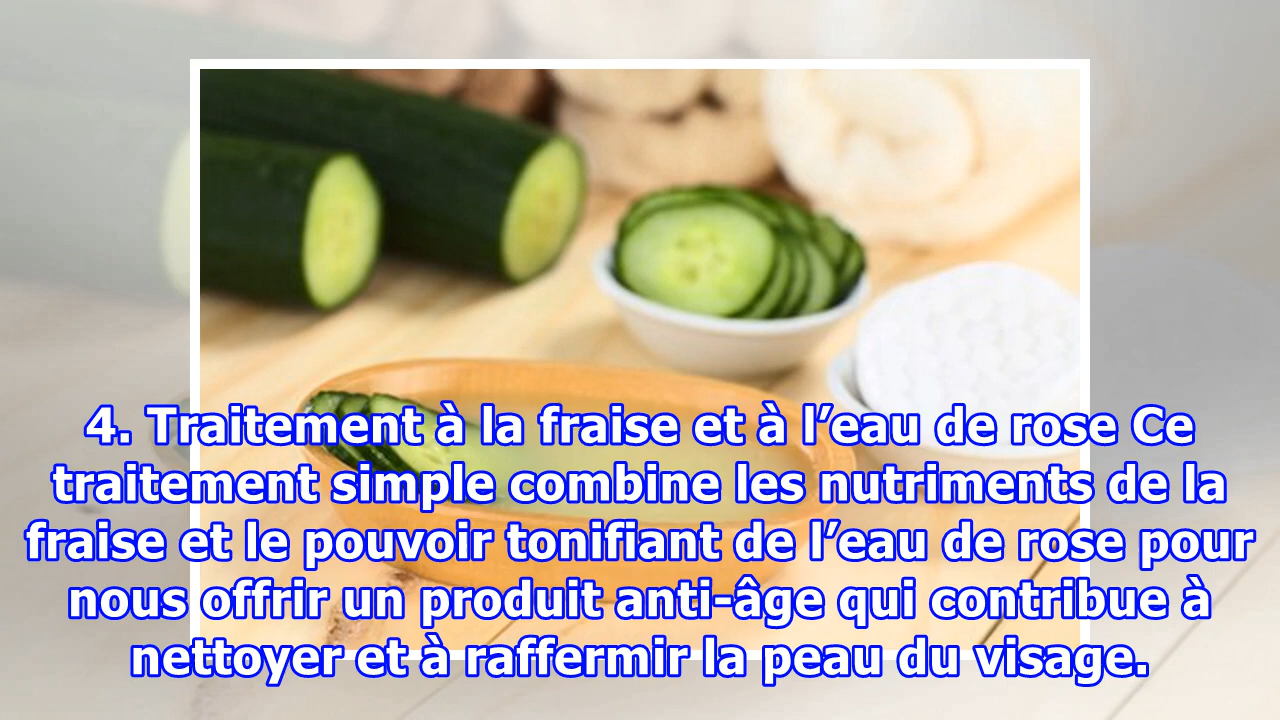 4. Traitement à la fraise et à l’eau de rose Ce
traitement simple combine les nutriments de la
fraise et le pouvoir tonifiant de l’eau de rose pour
nous offrir un produit anti-âge qui contribue à
nettoyer et à raffermir la peau du visage.